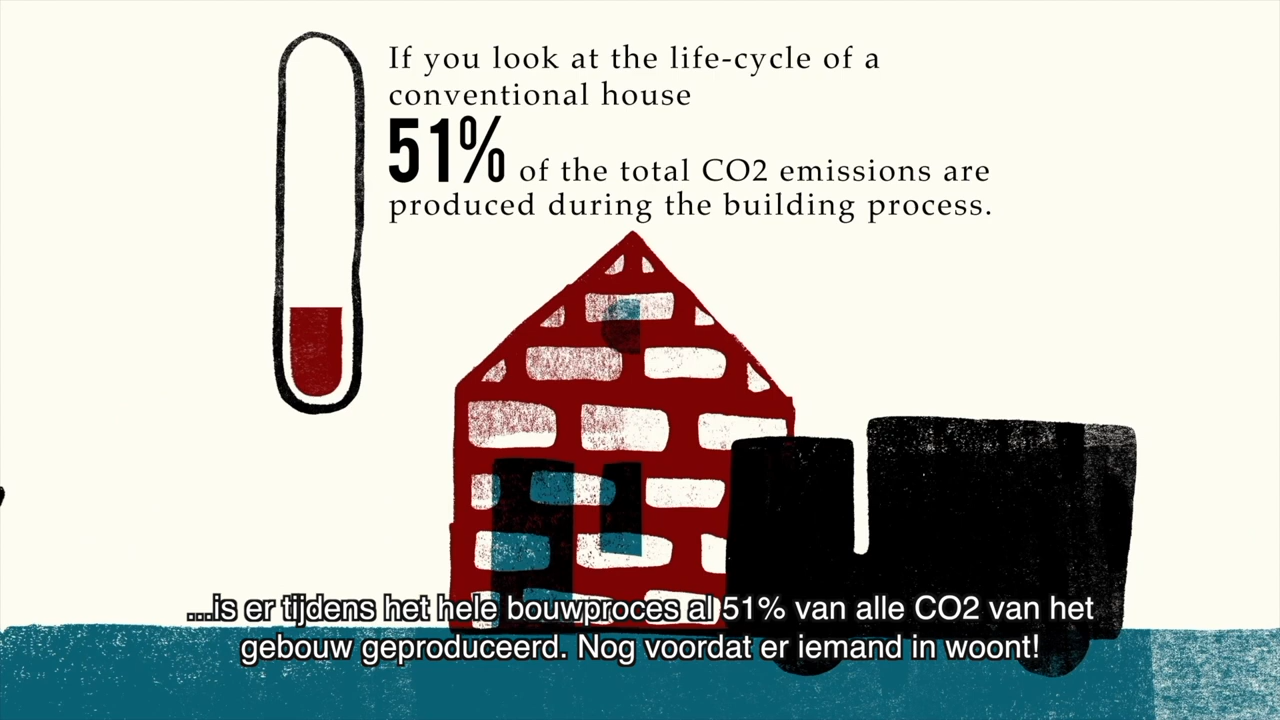 If you look at the life-cycle of a
conventional house
51% of the total CO2 emissions are
produced during the building process.
...is er tijdens het hele bouwproces al 51% van alle CO2 van het
gebouw geproduceerd. Nog voordat er iemand in woont!